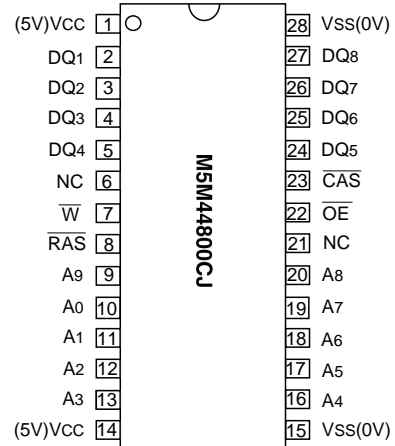 (5V)VCC 1 28 VSS(0V)
DQ1 2 27 DQ8
DQ2 3 26 DQ7
DQ3 4 25 DQ6
DQ4 5 24 DQ5
NC 6 23 CAS
W 7 22 OE
RAS 8 21 NC
A9 9 20 A8
A0 10 19 A7
A1 11 18 A6
A2 12 17 A5
A3 13 16 A4
(5V)VCC 14 15 VSS(0V)
M5M44800CJ